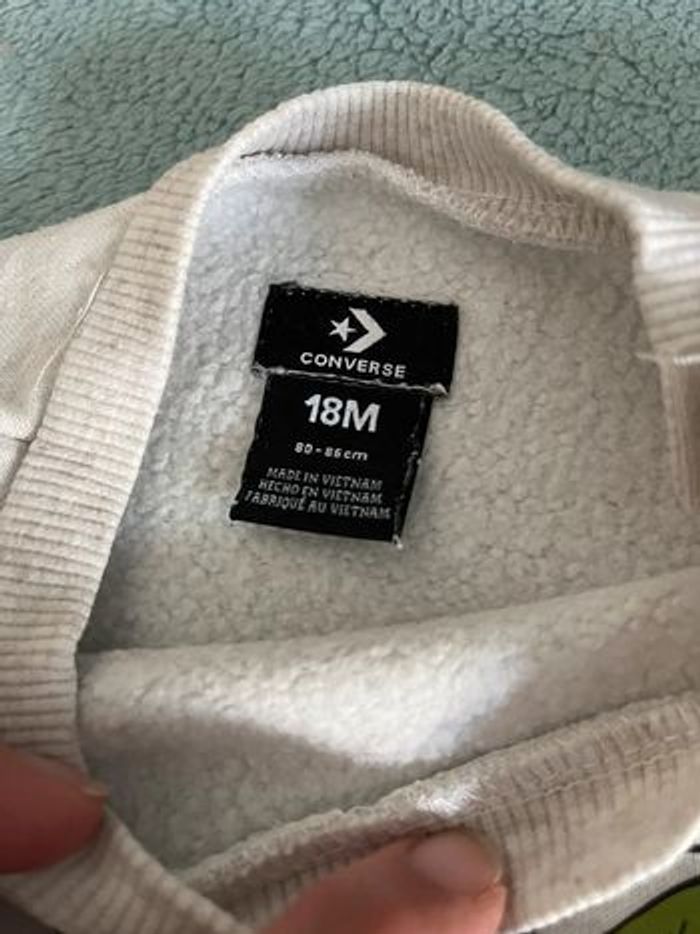 CONVERSE
18M
80-86cm
MADE IN VIETNAM
HECHO EN VIETNAM
FABRIQUÉ AU VIETNAM